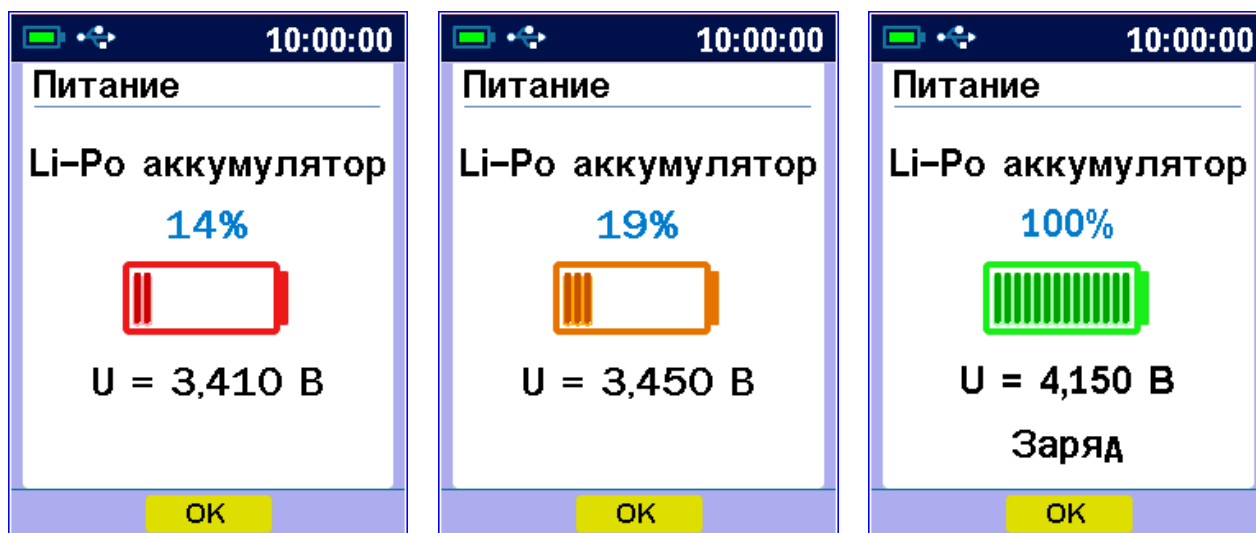 10:00:00
Питание
Li-Po аккумулятор
14%
U = 3,410 В
OK
10:00:00
Питание
Li-Po аккумулятор
19%
U = 3,450 В
OK
10:00:00
Питание
Li-Po аккумулятор
100%
U = 4,150 В
Заряд
OK